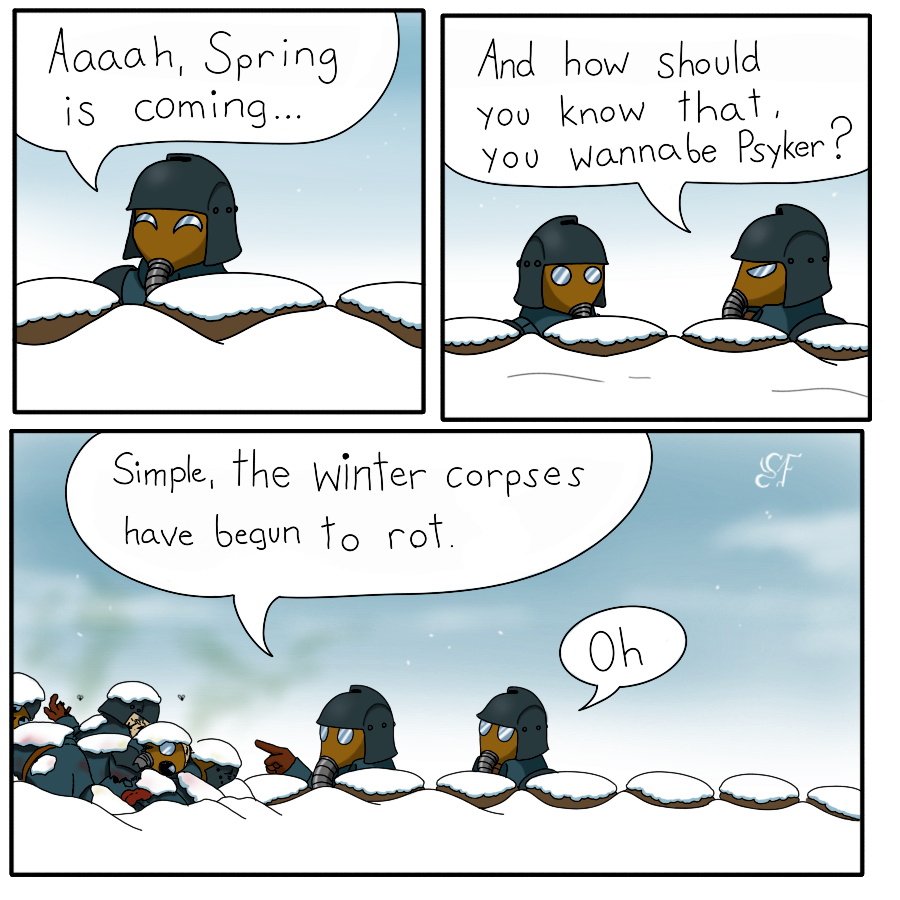 Aaaah, Spring
is coming...
And how should
you know that,
you wannabe Psyker?
Simple, the winter corpses
have begun to rot.
Oh